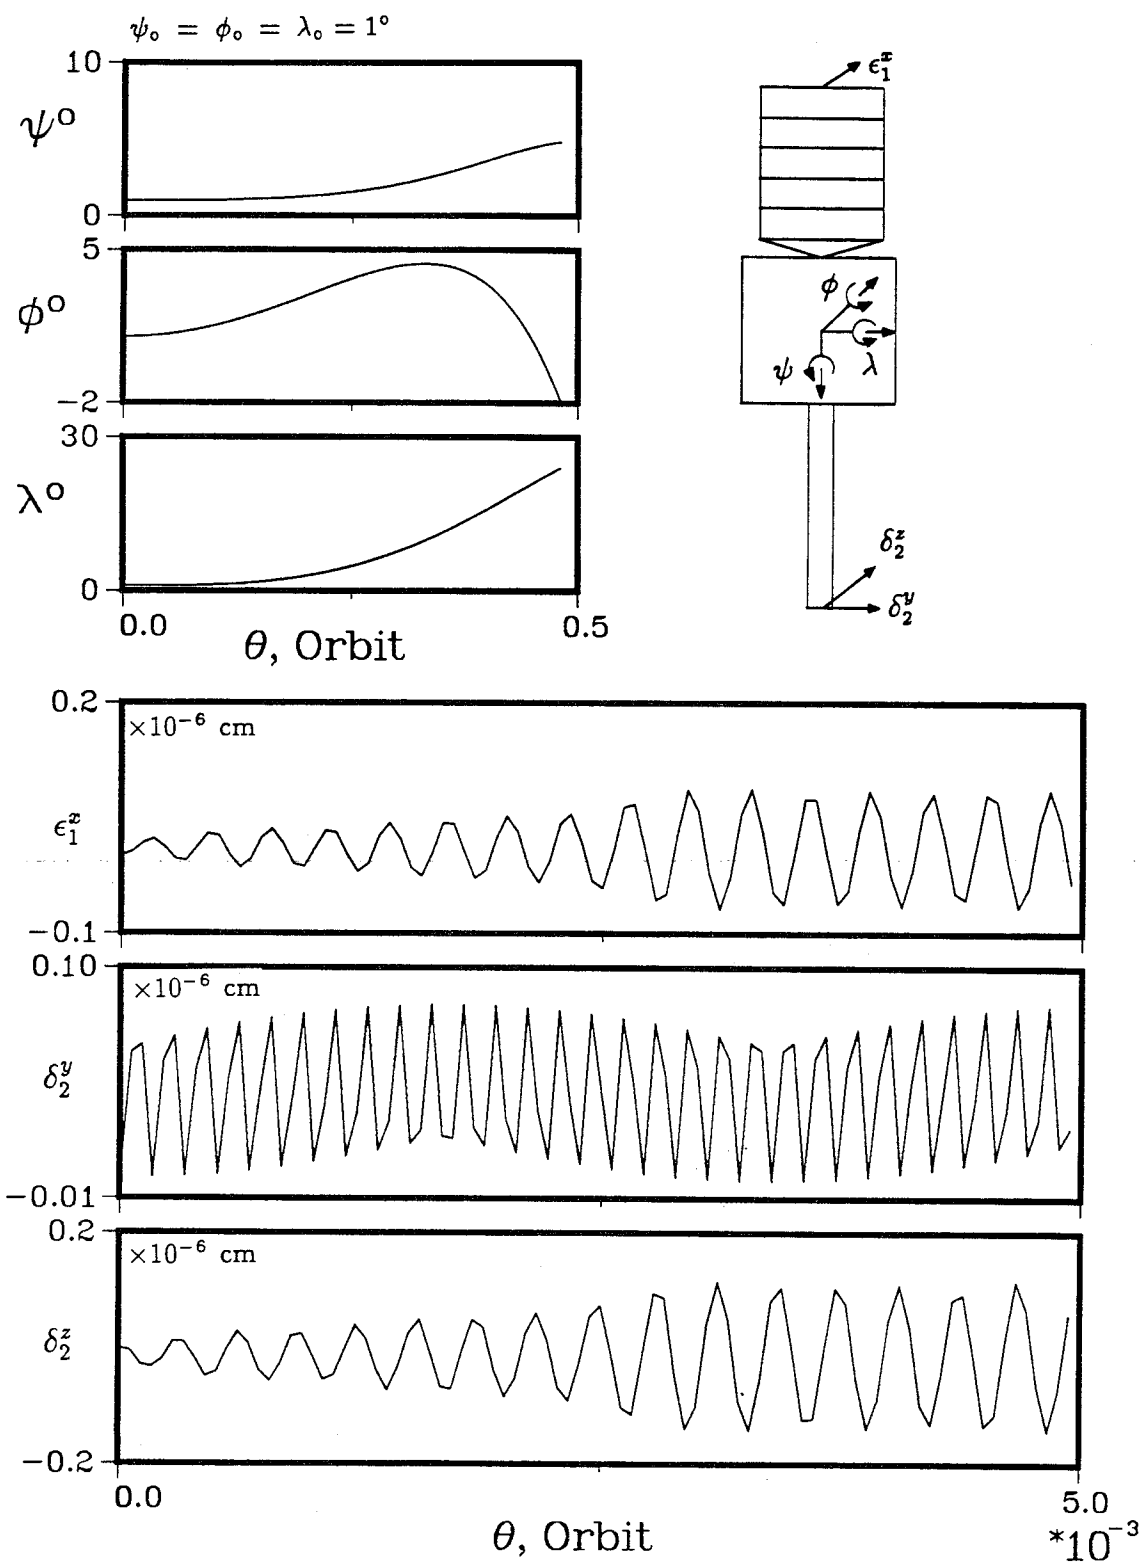 ψ₀ = ϕ₀ = λ₀ = 1°
10
ψ°
0
5
ϕ°
−2
30
λ°
0
0.0
0.5
θ, Orbit
ϵ₁ˣ
ϕ
λ
ψ
δ₂ᶻ
δ₂ʸ
0.2
×10⁻⁶ cm
ϵ₁ˣ
−0.1
0.10
×10⁻⁶ cm
δ₂ʸ
−0.01
0.2
×10⁻⁶ cm
δ₂ᶻ
−0.2
0.0
5.0
*10⁻³
θ, Orbit